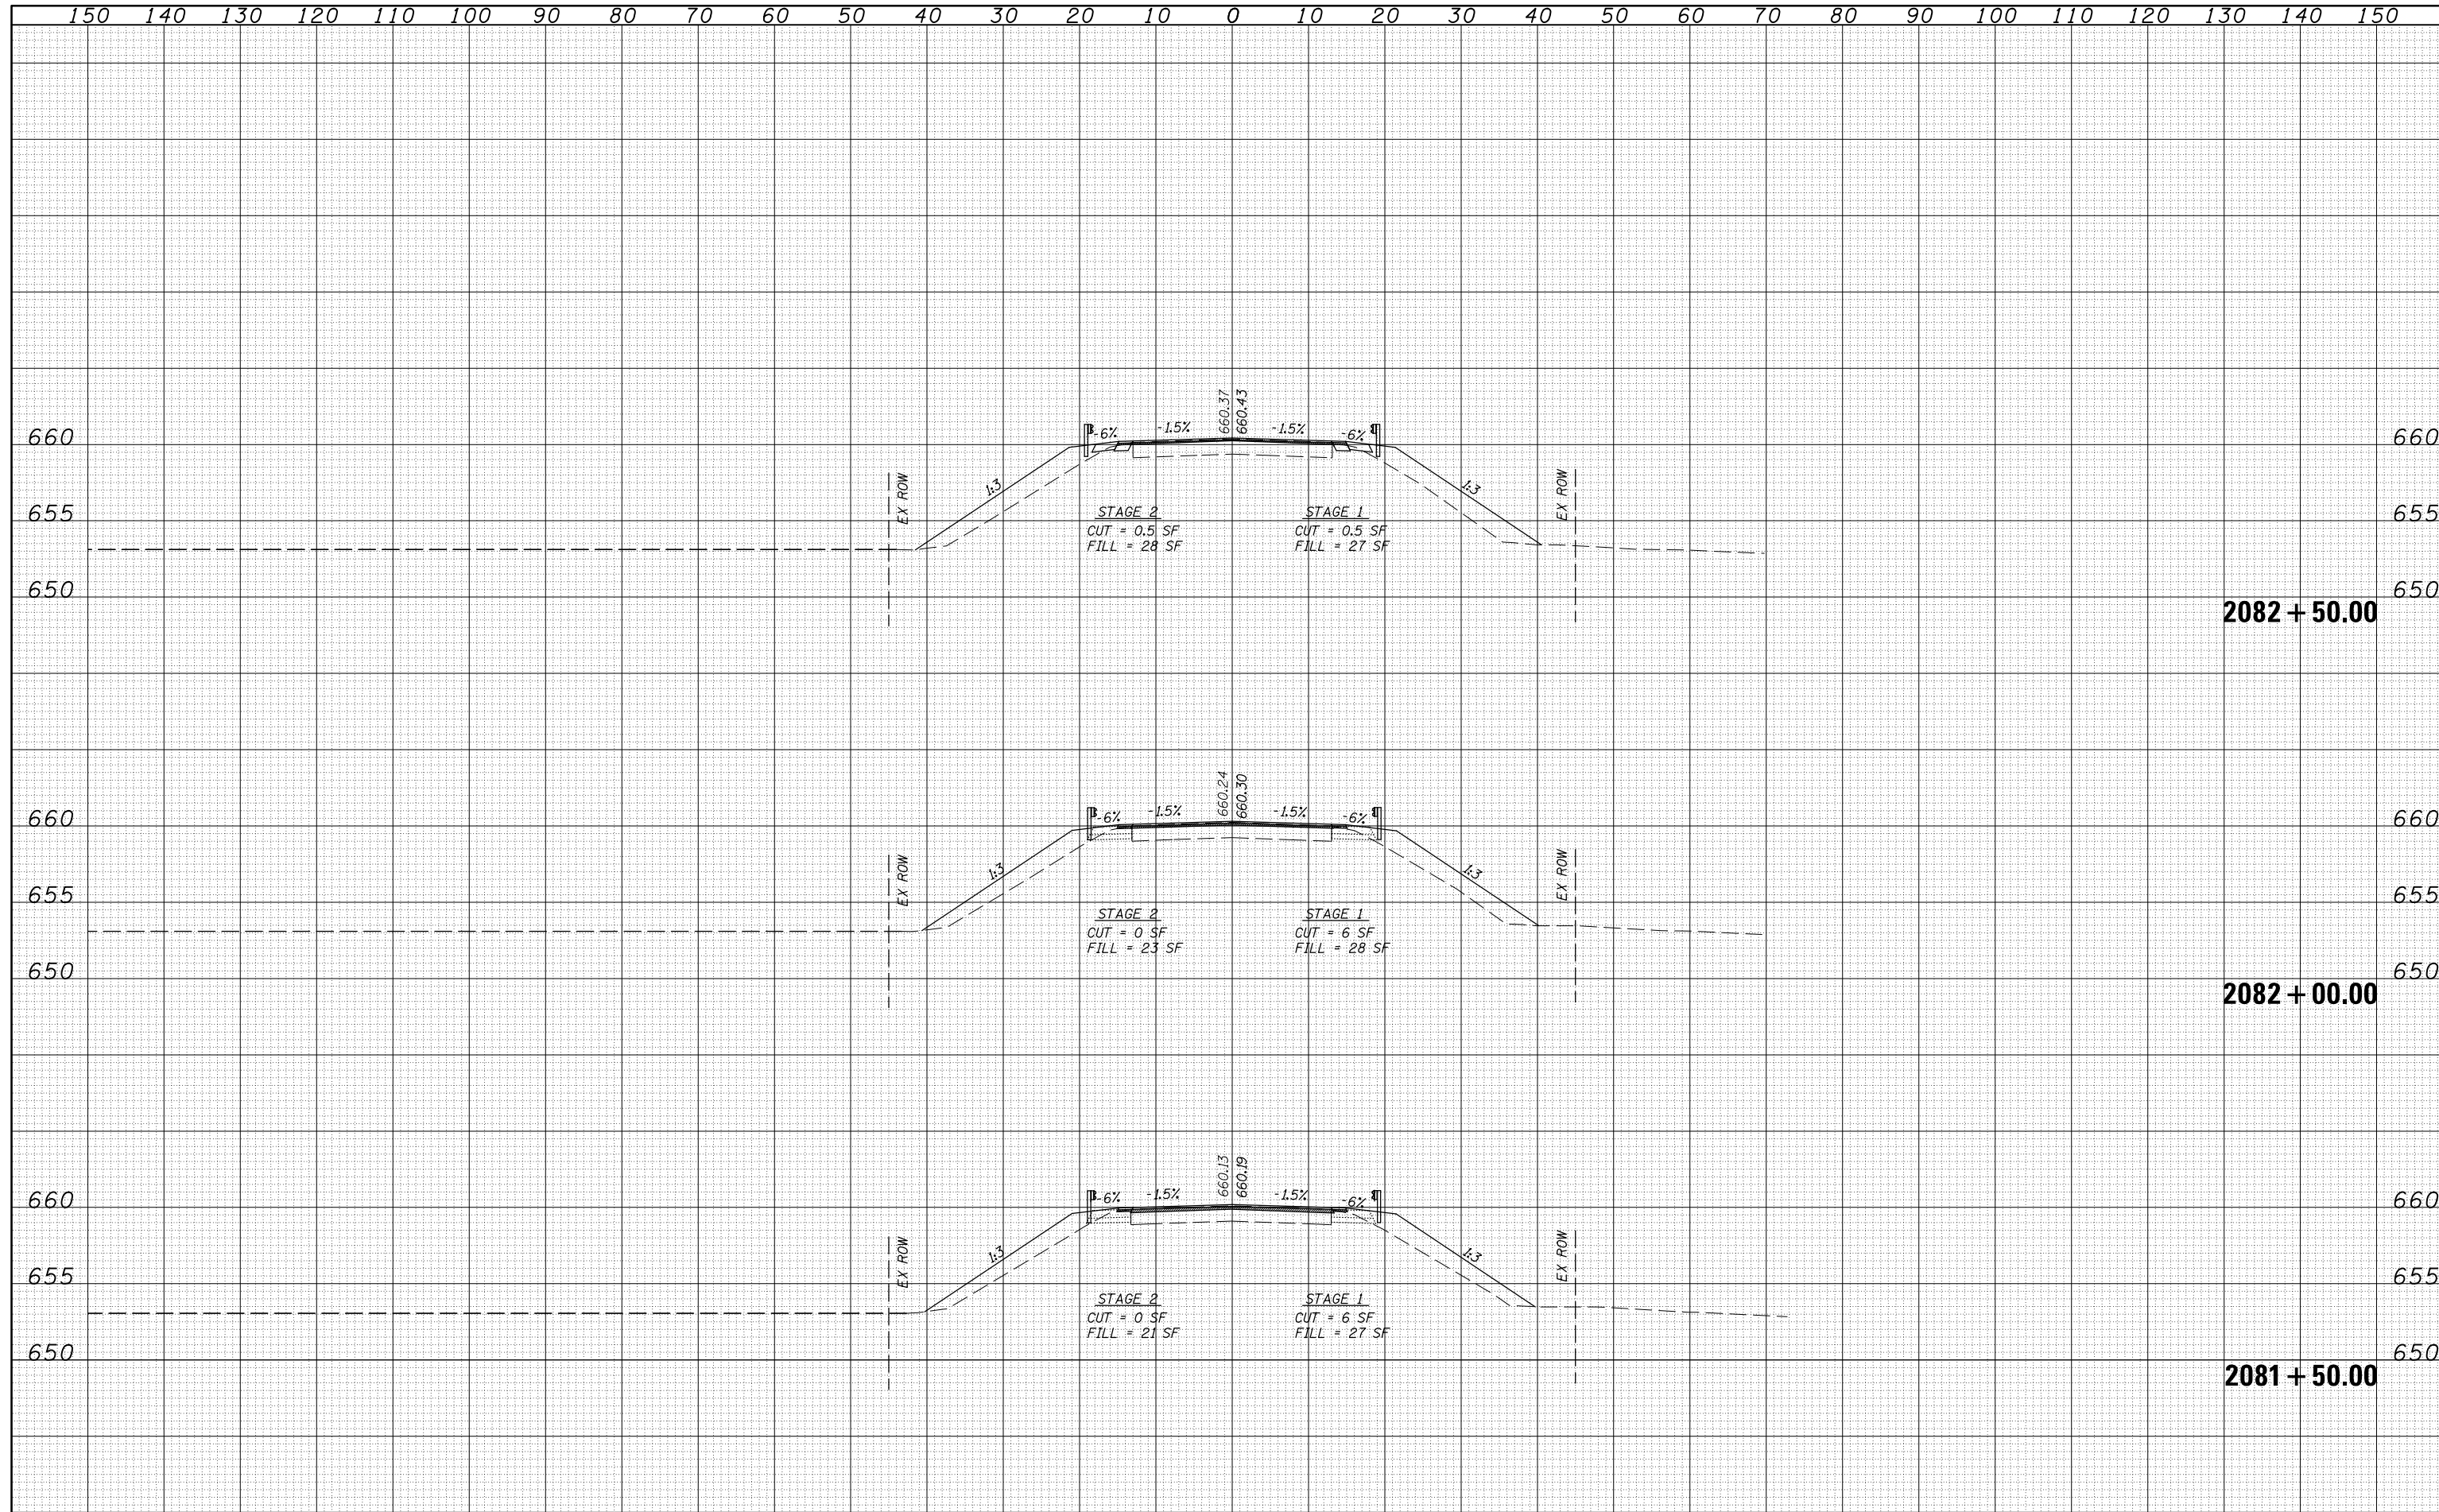 150 140 130 120 110 100 90 80 70 60 50 40 30 20 10 0 10 20 30 40 50 60 70 80 90 100 110 120 130 140 150
660.37 660.43
660 -6% -1.5% -1.5% -6% 660
1:3 1:3
EX ROW EX ROW
655 655
STAGE 2 STAGE 1
CUT = 0.5 SF CUT = 0.5 SF
FILL = 28 SF FILL = 27 SF
650 650
2082+50.00
660.24 660.30
660 -6% -1.5% -1.5% -6% 660
1:3 1:3
EX ROW EX ROW
655 655
STAGE 2 STAGE 1
CUT = 0 SF CUT = 6 SF
FILL = 23 SF FILL = 28 SF
650 650
2082+00.00
660.13 660.19
660 -6% -1.5% -1.5% -6% 660
1:3 1:3
EX ROW EX ROW
655 655
STAGE 2 STAGE 1
CUT = 0 SF CUT = 6 SF
FILL = 21 SF FILL = 27 SF
650 650
2081+50.00